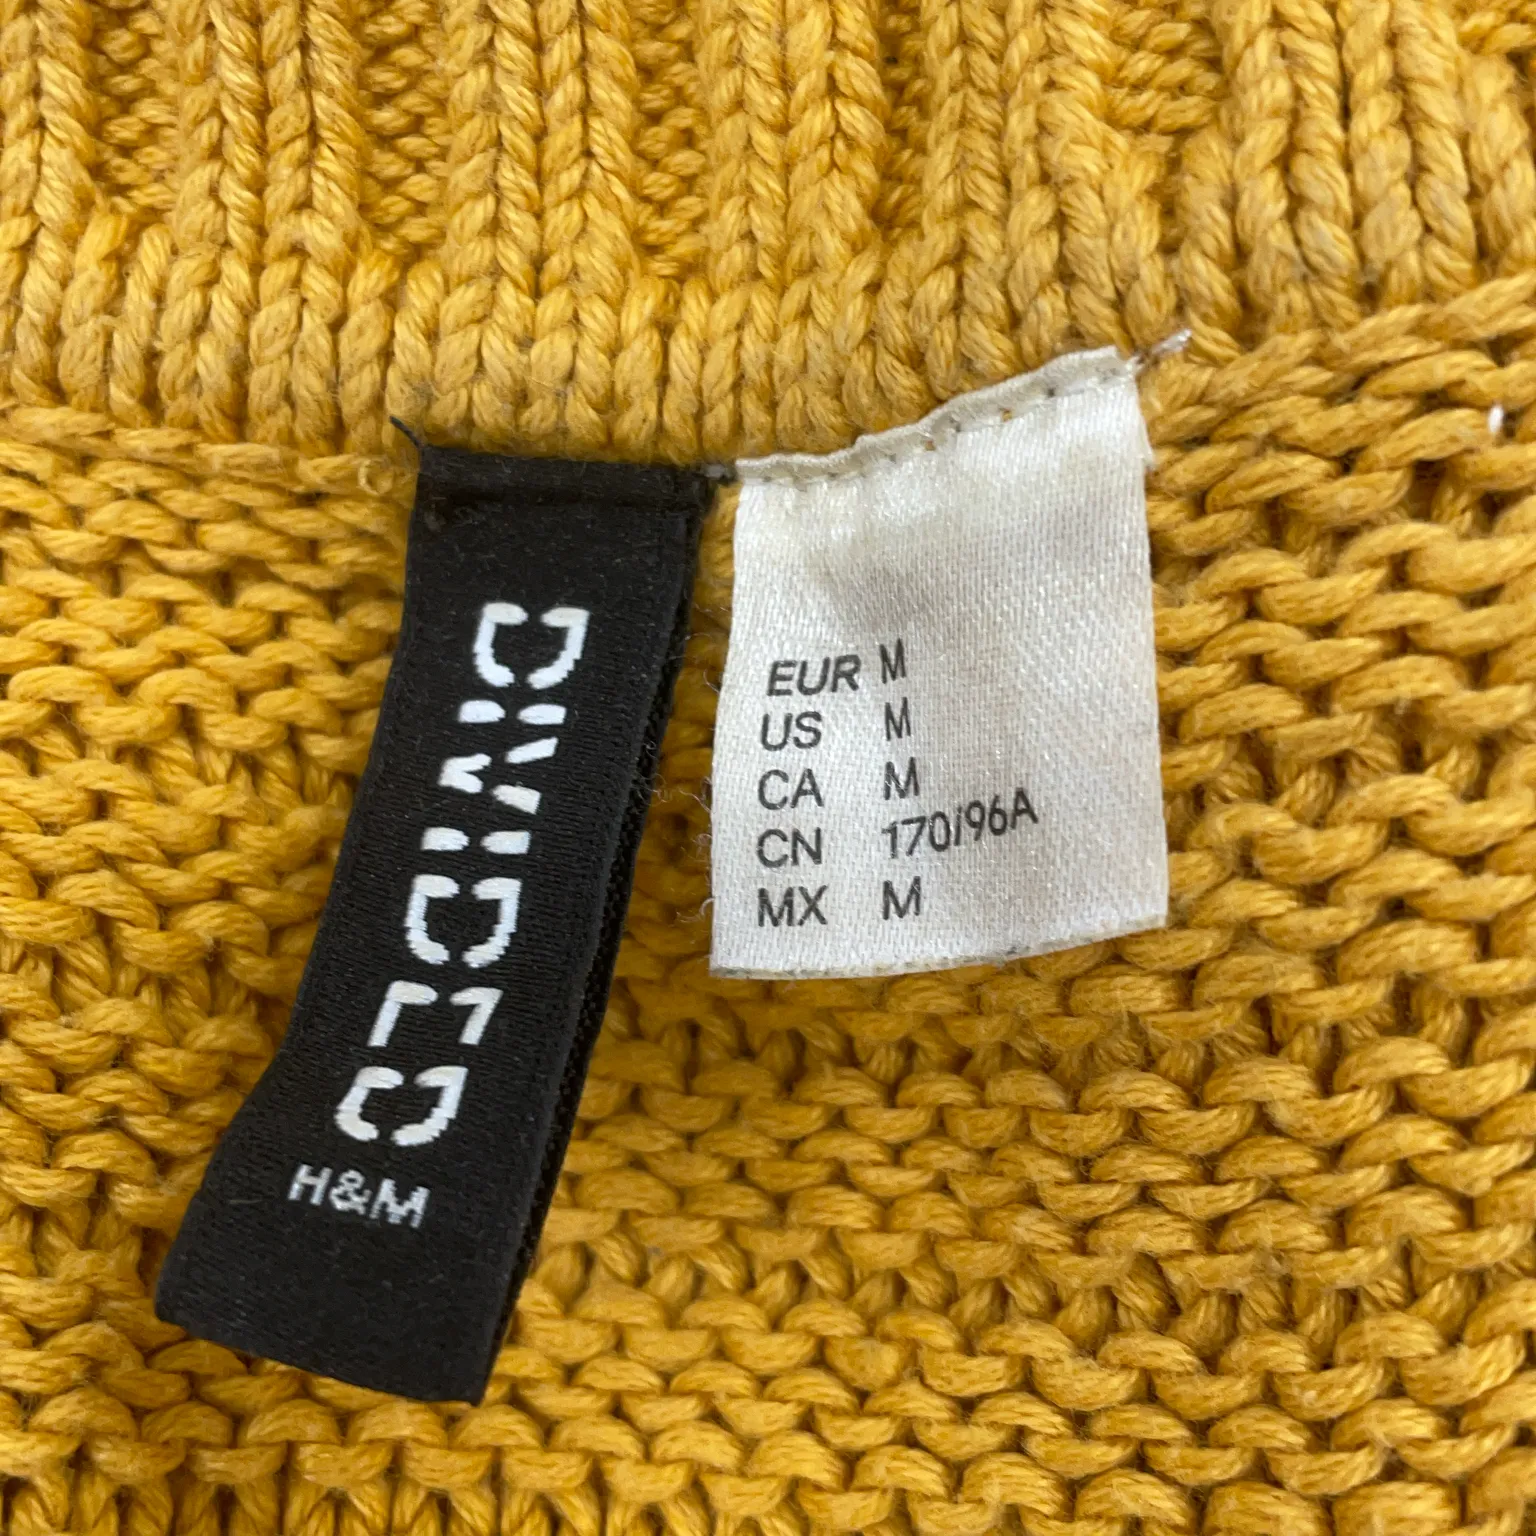 DIVIDED
H&M
EUR M
US M
CA M
CN 170/96A
MX M